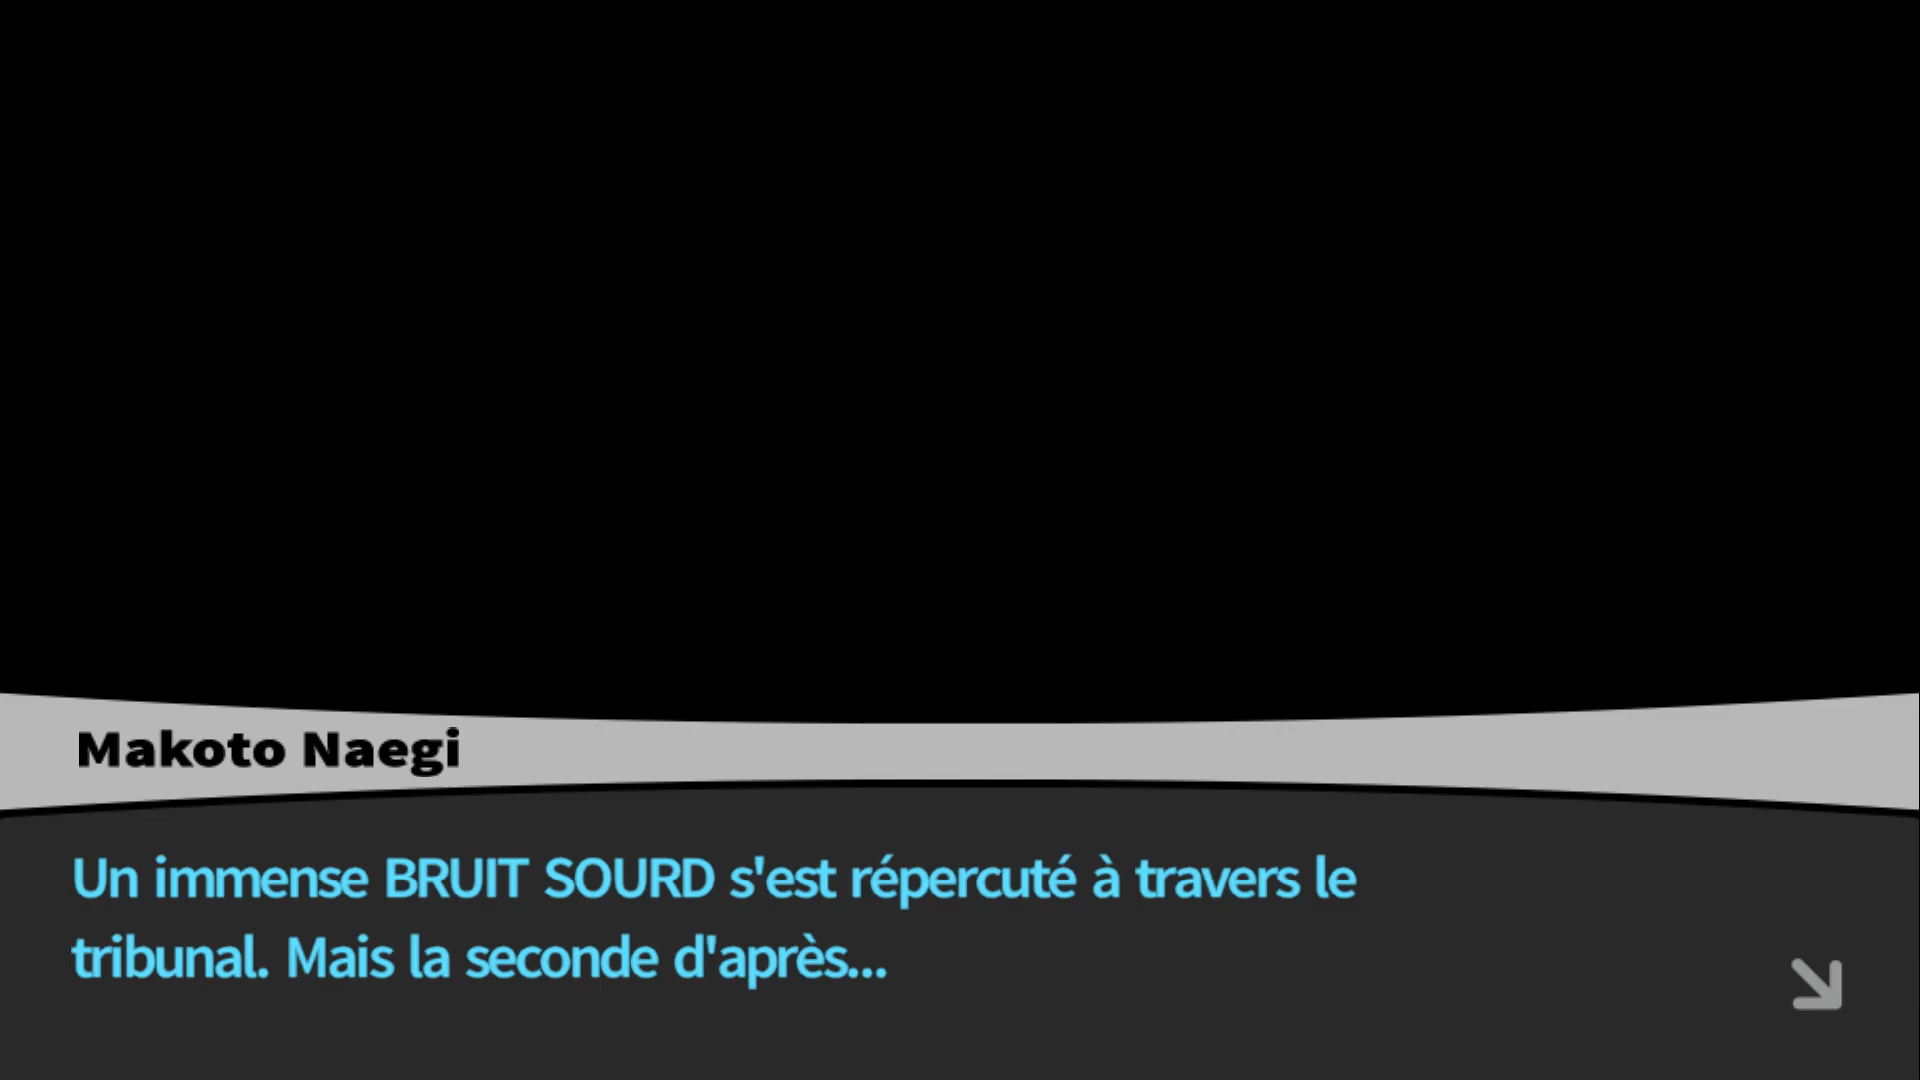 Makoto Naegi
Un immense BRUIT SOURD s'est répercuté à travers le
tribunal. Mais la seconde d'après...